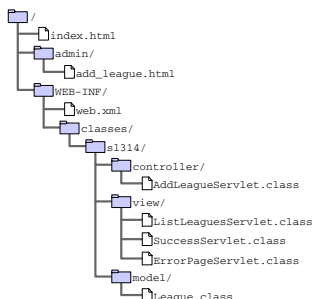 /
index.html
admin/
add_league.html
WEB-INF/
web.xml
classes/
sl314/
controller/
AddLeagueServlet.class
view/
ListLeaguesServlet.class
SuccessServlet.class
ErrorPageServlet.class
model/
League.class